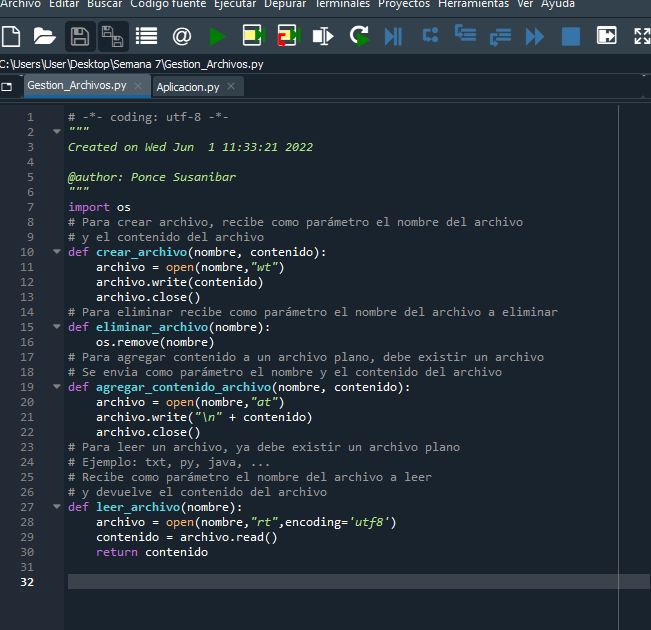 Archivo Editar Buscar Código fuente Ejecutar Depurar Terminales Proyectos Herramientas Ver Ayuda
C:\Users\User\Desktop\Semana 7\Gestion_Archivos.py
Gestion_Archivos.py Aplicacion.py
1 # -*- coding: utf-8 -*-
2 """
3 Created on Wed Jun  1 11:33:21 2022
4
5 @author: Ponce Susanibar
6 """
7 import os
8 # Para crear archivo, recibe como parámetro el nombre del archivo
9 # y el contenido del archivo
10 def crear_archivo(nombre, contenido):
11     archivo = open(nombre,"wt")
12     archivo.write(contenido)
13     archivo.close()
14 # Para eliminar recibe como parámetro el nombre del archivo a eliminar
15 def eliminar_archivo(nombre):
16     os.remove(nombre)
17 # Para agregar contenido a un archivo plano, debe existir un archivo
18 # Se envia como parámetro el nombre y el contenido del archivo
19 def agregar_contenido_archivo(nombre, contenido):
20     archivo = open(nombre,"at")
21     archivo.write("\n" + contenido)
22     archivo.close()
23 # Para leer un archivo, ya debe existir un archivo plano
24 # Ejemplo: txt, py, java, ...
25 # Recibe como parámetro el nombre del archivo a leer
26 # y devuelve el contenido del archivo
27 def leer_archivo(nombre):
28     archivo = open(nombre,"rt",encoding='utf8')
29     contenido = archivo.read()
30     return contenido
31
32